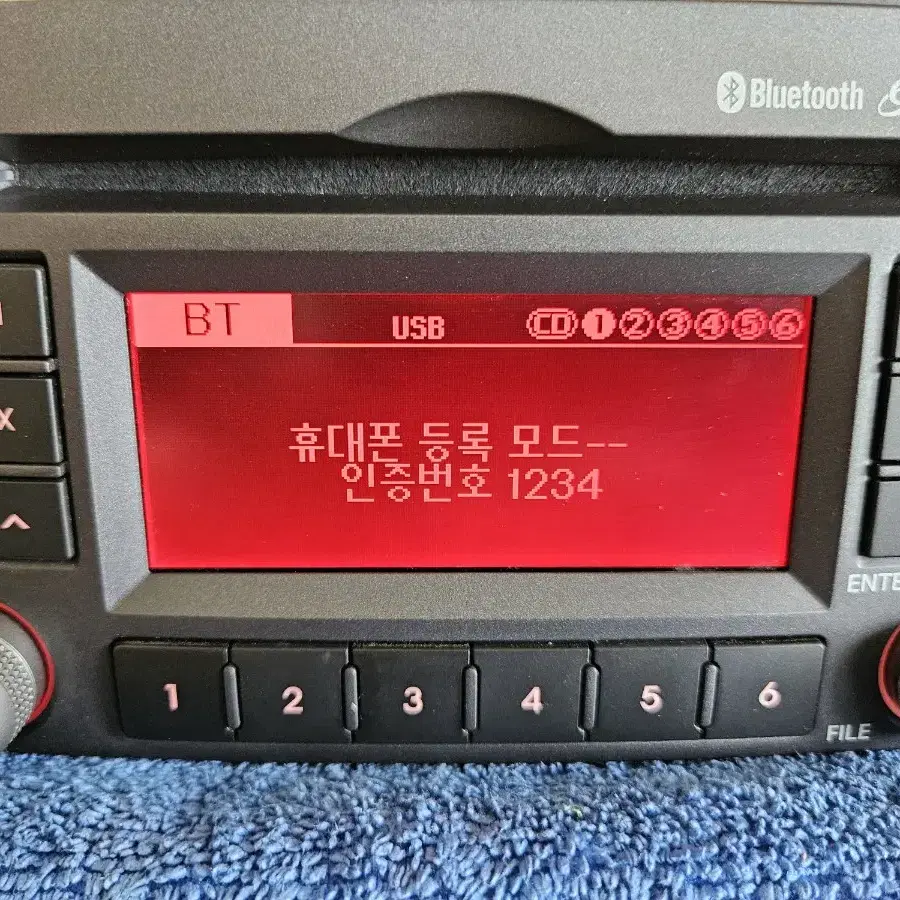 Bluetooth
BT USB CD 1 2 3 4 5 6
휴대폰 등록 모드--
인증번호 1234
1 2 3 4 5 6
FILE